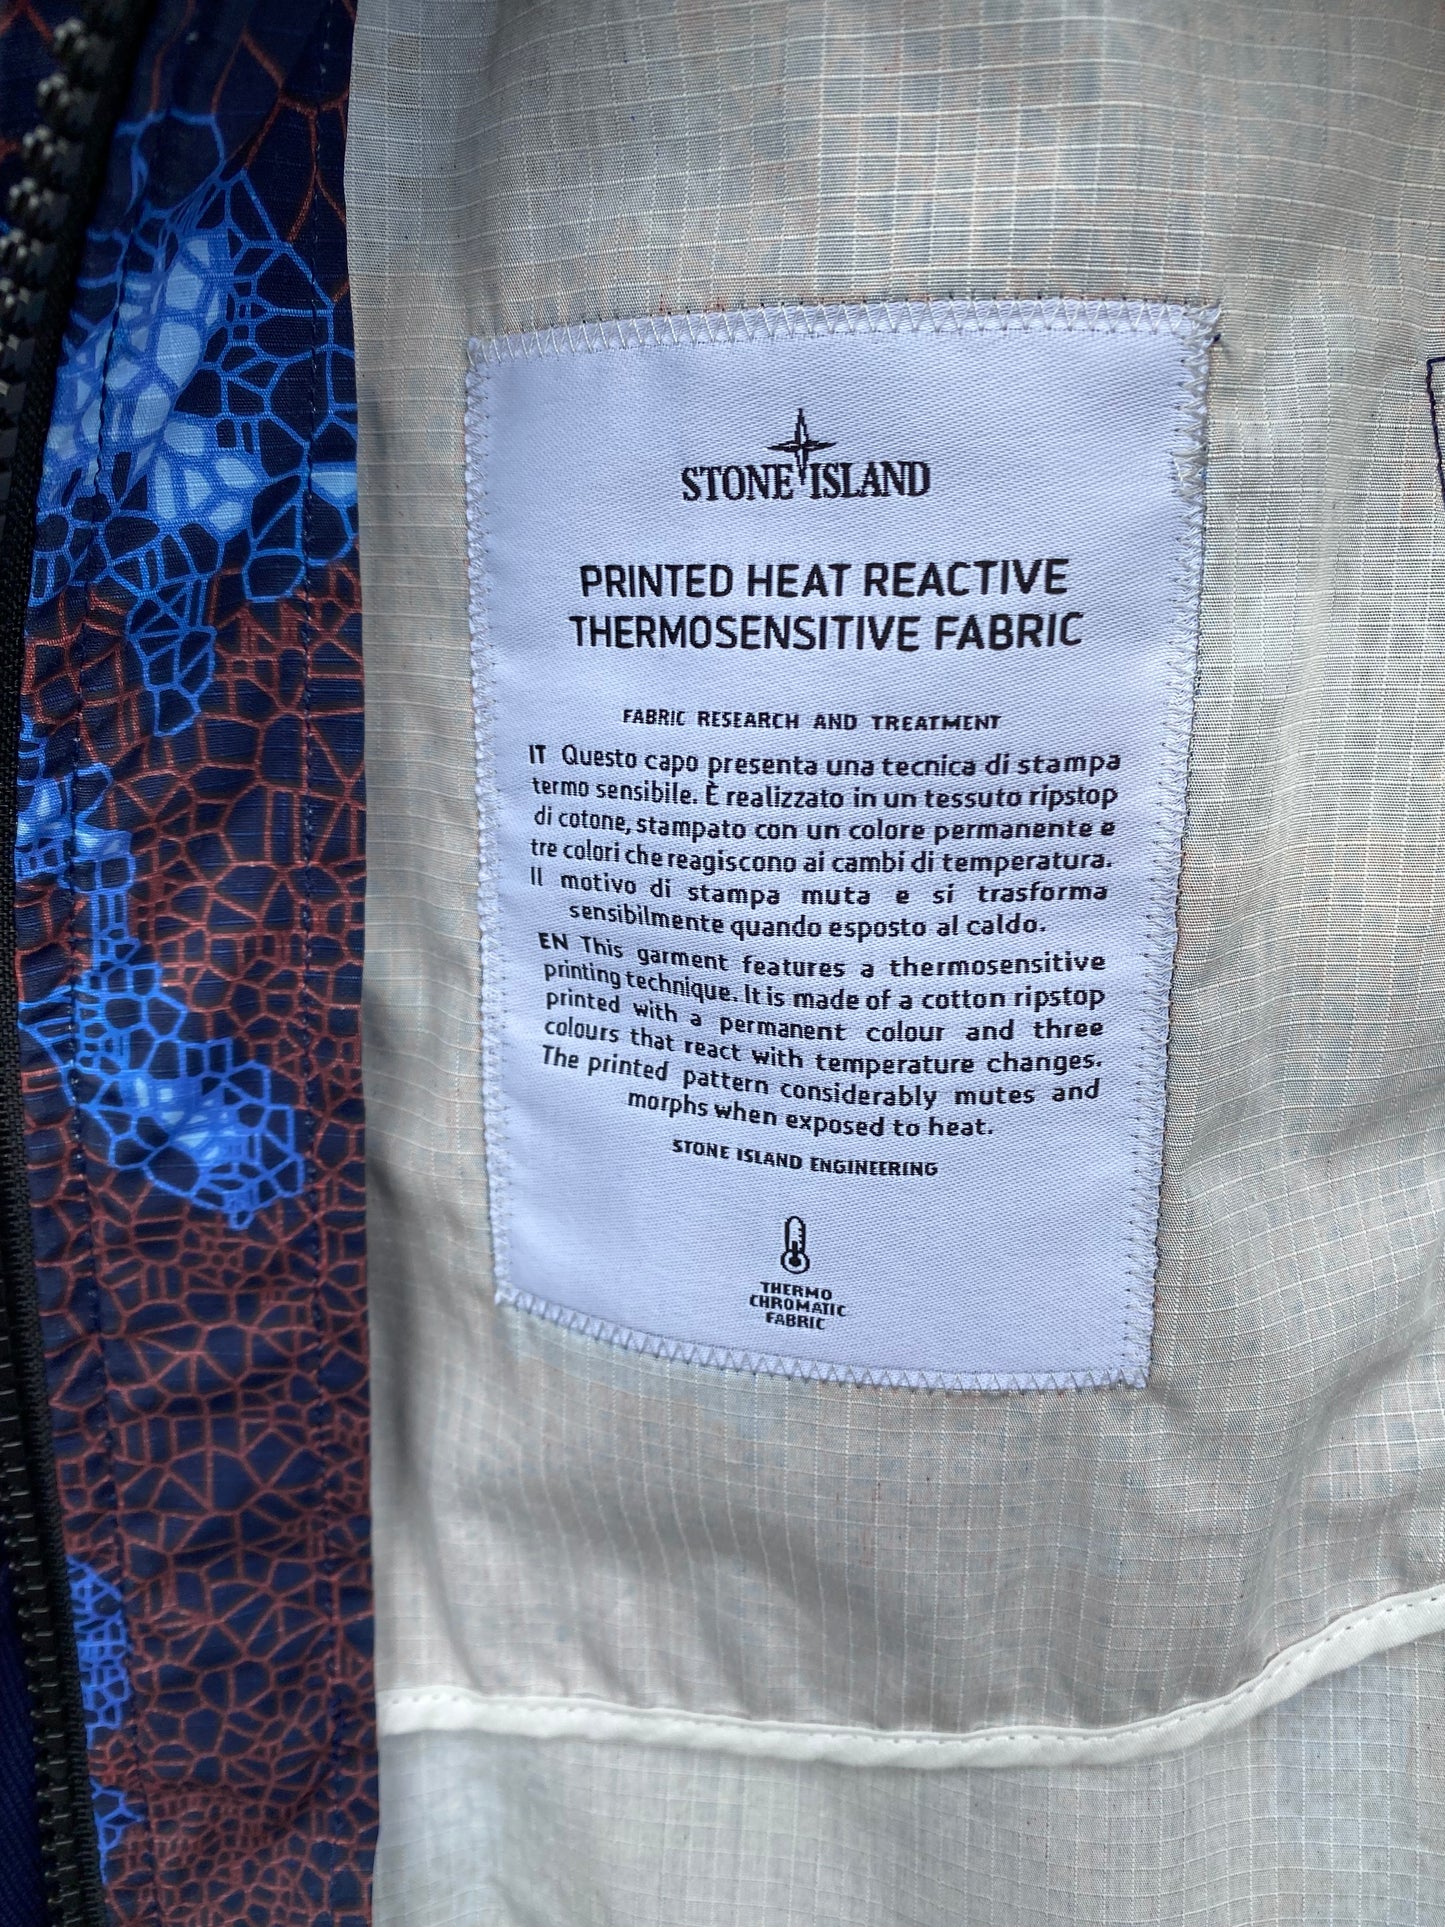 STONE ISLAND
PRINTED HEAT REACTIVE
THERMOSENSITIVE FABRIC
FABRIC RESEARCH AND TREATMENT
IT Questo capo presenta una tecnica di stampa
termo sensibile. È realizzato in un tessuto ripstop
di cotone, stampato con un colore permanente e
tre colori che reagiscono ai cambi di temperatura.
Il motivo di stampa muta e si trasforma
sensibilmente quando esposto al caldo.
EN This garment features a thermosensitive
printing technique. It is made of a cotton ripstop
printed with a permanent colour and three
colours that react with temperature changes.
The printed pattern considerably mutes and
morphs when exposed to heat.
STONE ISLAND ENGINEERING
THERMO
CHROMATIC
FABRIC